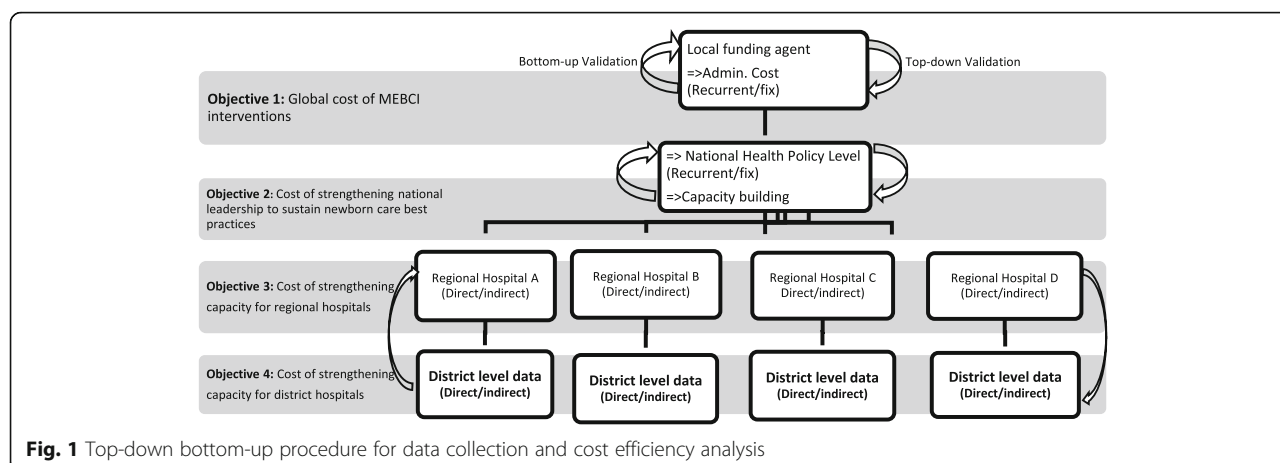 Local funding agent
=>Admin. Cost
(Recurrent/fix)
Bottom-up Validation
Top-down Validation
Objective 1: Global cost of MEBCI
interventions
=> National Health Policy Level
(Recurrent/fix)
=>Capacity building
Objective 2: Cost of strengthening national
leadership to sustain newborn care best
practices
Objective 3: Cost of strengthening
capacity for regional hospitals
Regional Hospital A
(Direct/indirect)
Regional Hospital B
(Direct/indirect)
Regional Hospital C
Direct/indirect)
Regional Hospital D
(Direct/indirect)
Objective 4: Cost of strengthening
capacity for district hospitals
District level data
(Direct/indirect)
District level data
(Direct/indirect)
District level data
(Direct/indirect)
District level data
(Direct/indirect)
Fig. 1 Top-down bottom-up procedure for data collection and cost efficiency analysis